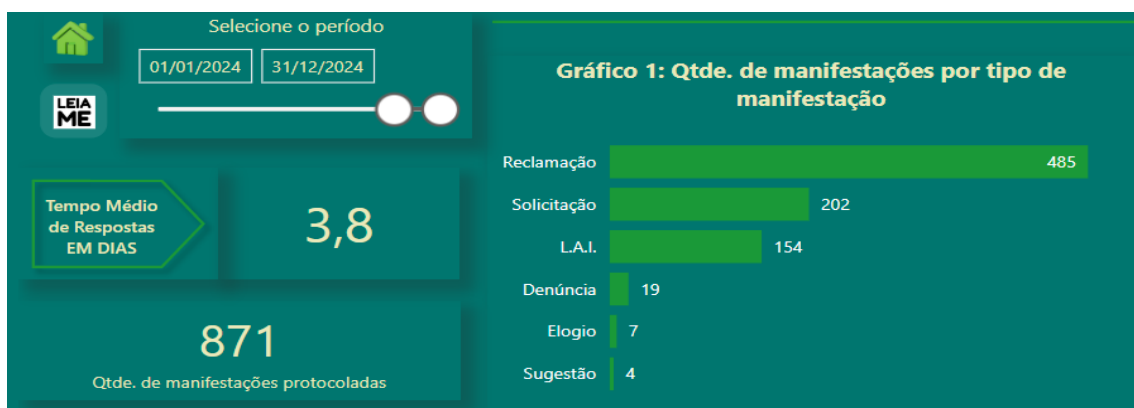 Selecione o período
01/01/2024 31/12/2024
LEIA
ME
Tempo Médio
de Respostas
EM DIAS
3,8
871
Qtde. de manifestações protocoladas
Gráfico 1: Qtde. de manifestações por tipo de
manifestação
Reclamação 485
Solicitação 202
L.A.I. 154
Denúncia 19
Elogio 7
Sugestão 4